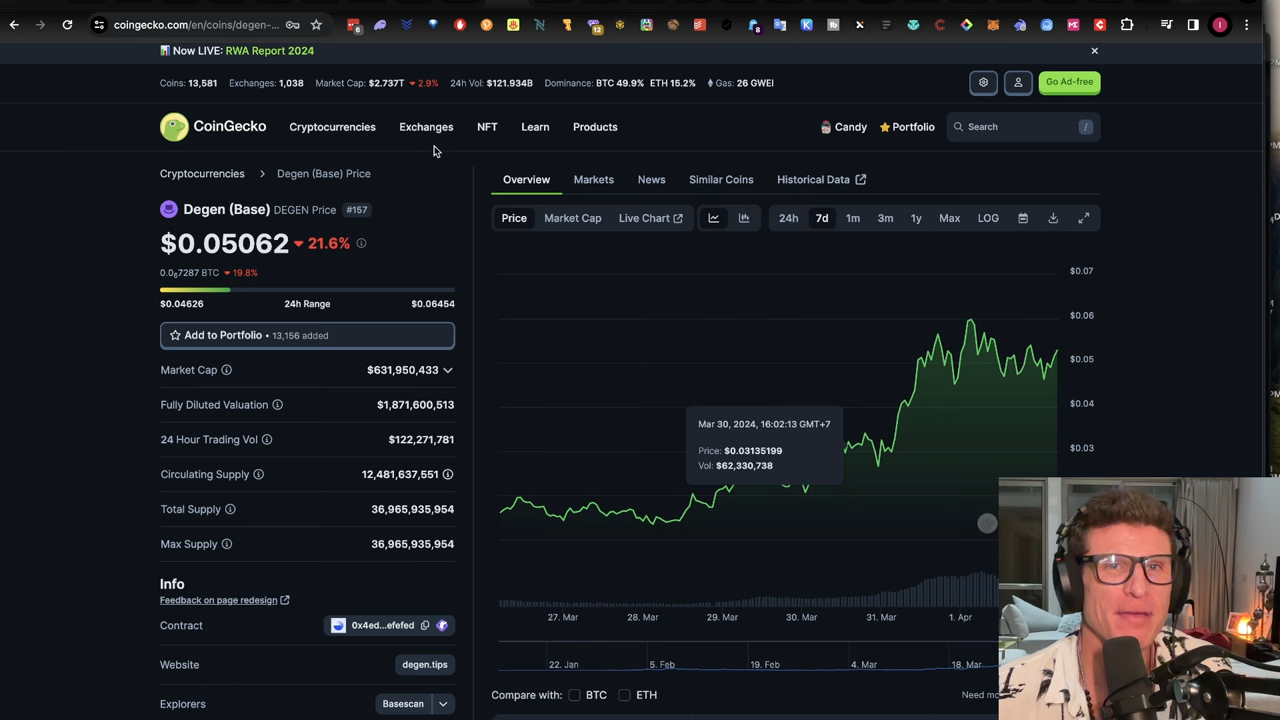 coingecko.com/en/coins/degen-
6
12
8
I
Now LIVE: RWA Report 2024
Coins: 13,581 Exchanges: 1,038 Market Cap: $2.737T 2.9% 24h Vol: $121.934B Dominance: BTC 49.9% ETH 15.2% Gas: 26 GWEI
Go Ad-free
CoinGecko
Cryptocurrencies Exchanges NFT Learn Products
Candy Portfolio Search /
Cryptocurrencies > Degen (Base) Price
Overview Markets News Similar Coins Historical Data
Degen (Base) DEGEN Price #157
Price Market Cap Live Chart 24h 7d 1m 3m 1y Max LOG
$0.05062 21.6%
0.0₆7287 BTC 19.8%
$0.04626 24h Range $0.06454
Add to Portfolio • 13,156 added
Market Cap $631,950,433
Fully Diluted Valuation $1,871,600,513
24 Hour Trading Vol $122,271,781
Circulating Supply 12,481,637,551
Total Supply 36,965,935,954
Max Supply 36,965,935,954
Info
Feedback on page redesign
Contract 0x4ed...efefed
Website degen.tips
Explorers Basescan
$0.07
$0.06
$0.05
$0.04
$0.03
Mar 30, 2024, 16:02:13 GMT+7
Price: $0.03135199
Vol: $62,330,738
27. Mar 28. Mar 29. Mar 30. Mar 31. Mar 1. Apr
22. Jan 5. Feb 19. Feb 4. Mar 18. Mar
Compare with: BTC ETH Need mo